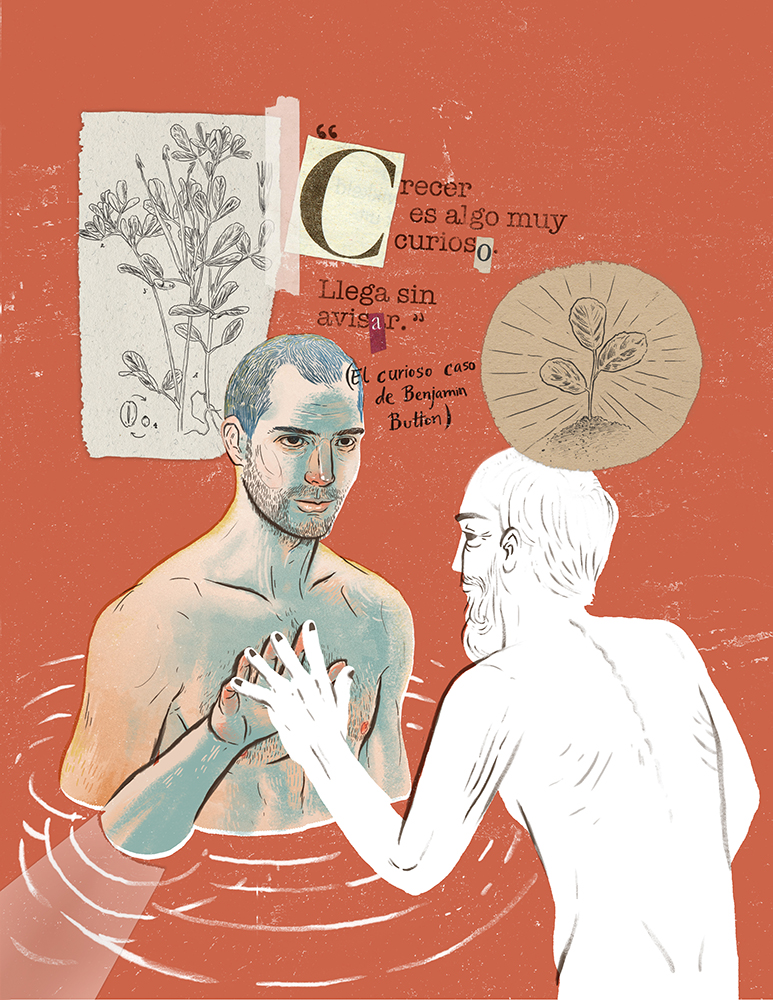 “Crecer
es algo muy
curioso.
Llega sin
avisar.”
(El curioso caso
de Benjamin
Button)